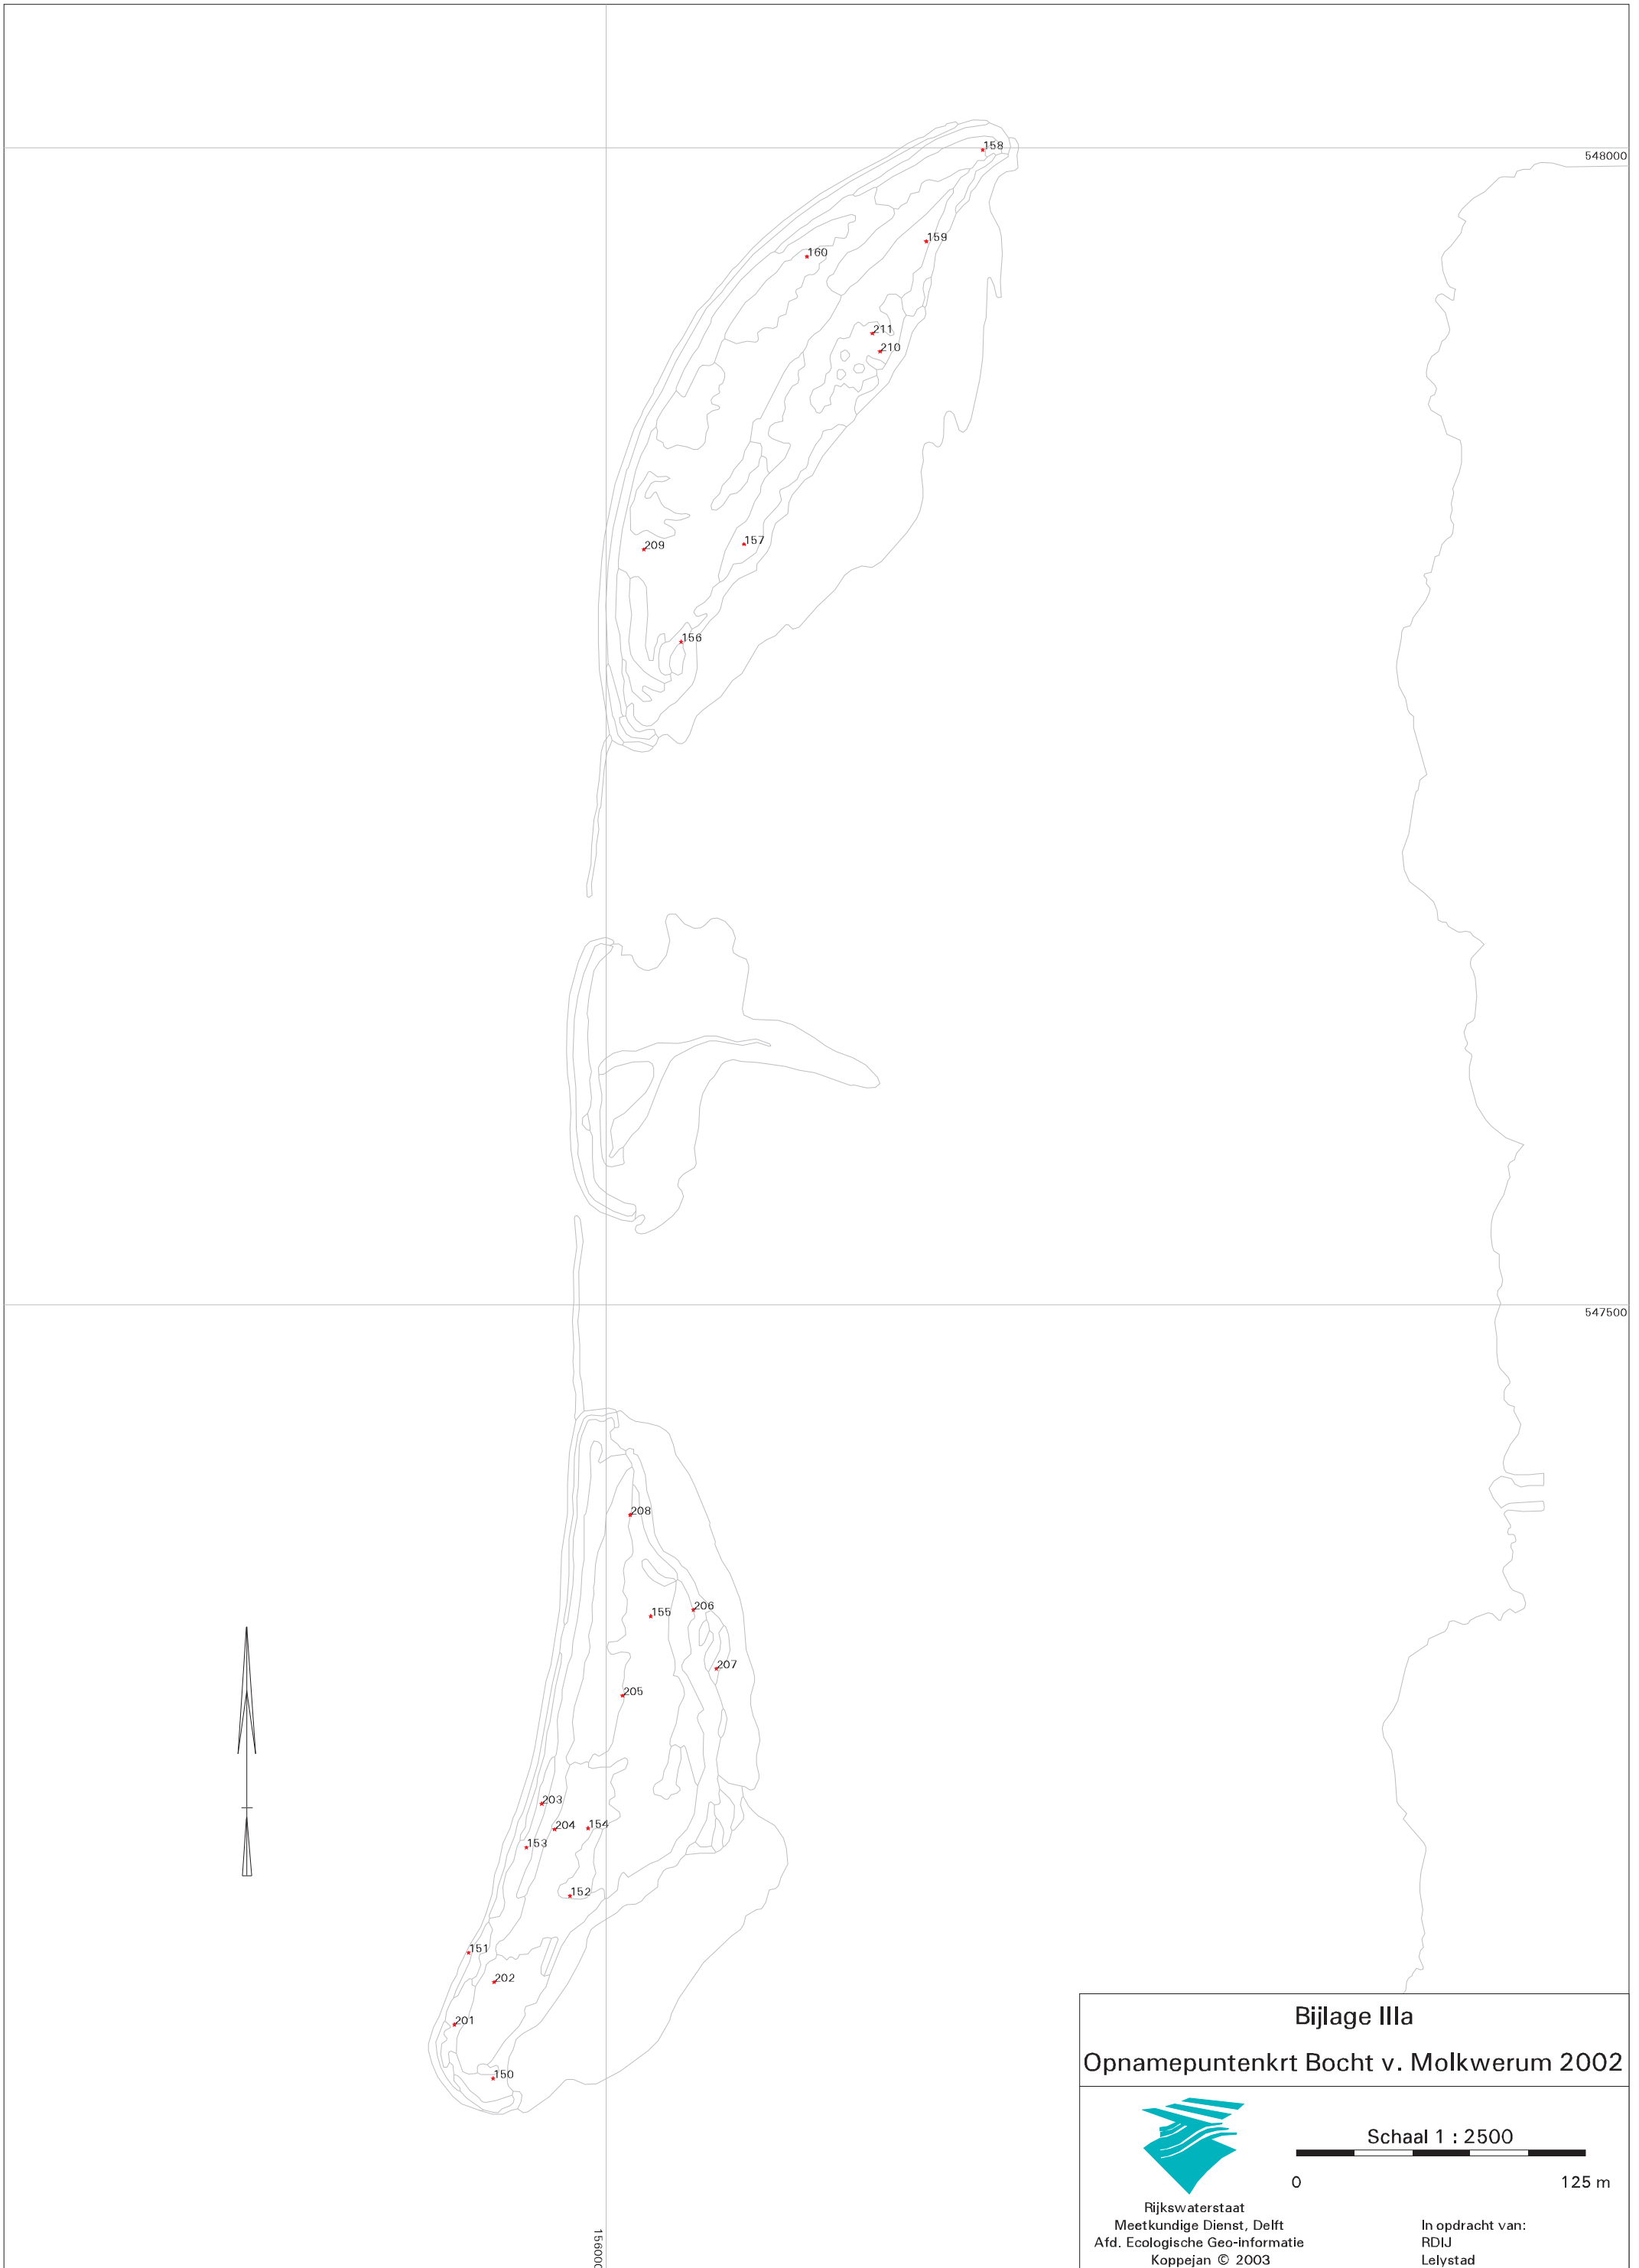 158
548000
159
160
211
210
209
157
156
547500
208
206
155
207
205
203
204
154
153
152
151
202
201
150
156000
Bijlage IIIa
Opnamepuntenkrt Bocht v. Molkwerum 2002
Schaal 1 : 2500
0
125 m
Rijkswaterstaat
Meetkundige Dienst, Delft
Afd. Ecologische Geo-informatie
Koppejan © 2003
In opdracht van:
RDIJ
Lelystad